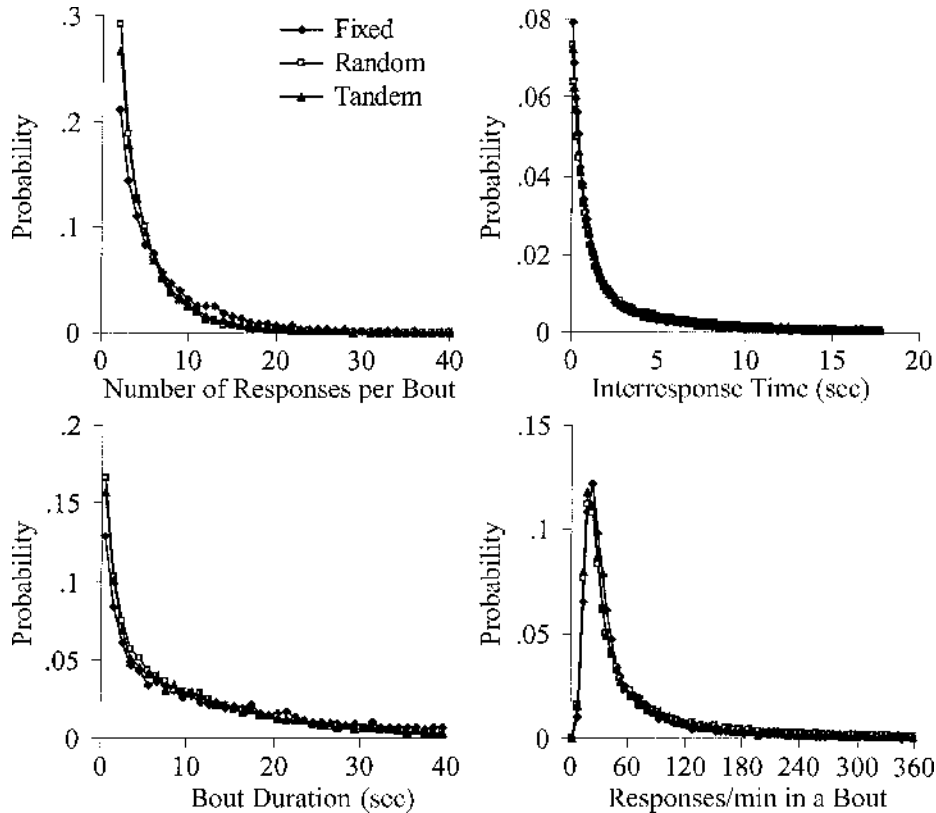 .3
.2
.1
0
Probability
Fixed
Random
Tandem
0 10 20 30 40
Number of Responses per Bout
.08
.06
.04
.02
0
Probability
0 5 10 15 20
Interresponse Time (sec)
.2
.15
.1
.05
0
Probability
0 10 20 30 40
Bout Duration (sec)
.15
.1
.05
0
Probability
0 60 120 180 240 300 360
Responses/min in a Bout